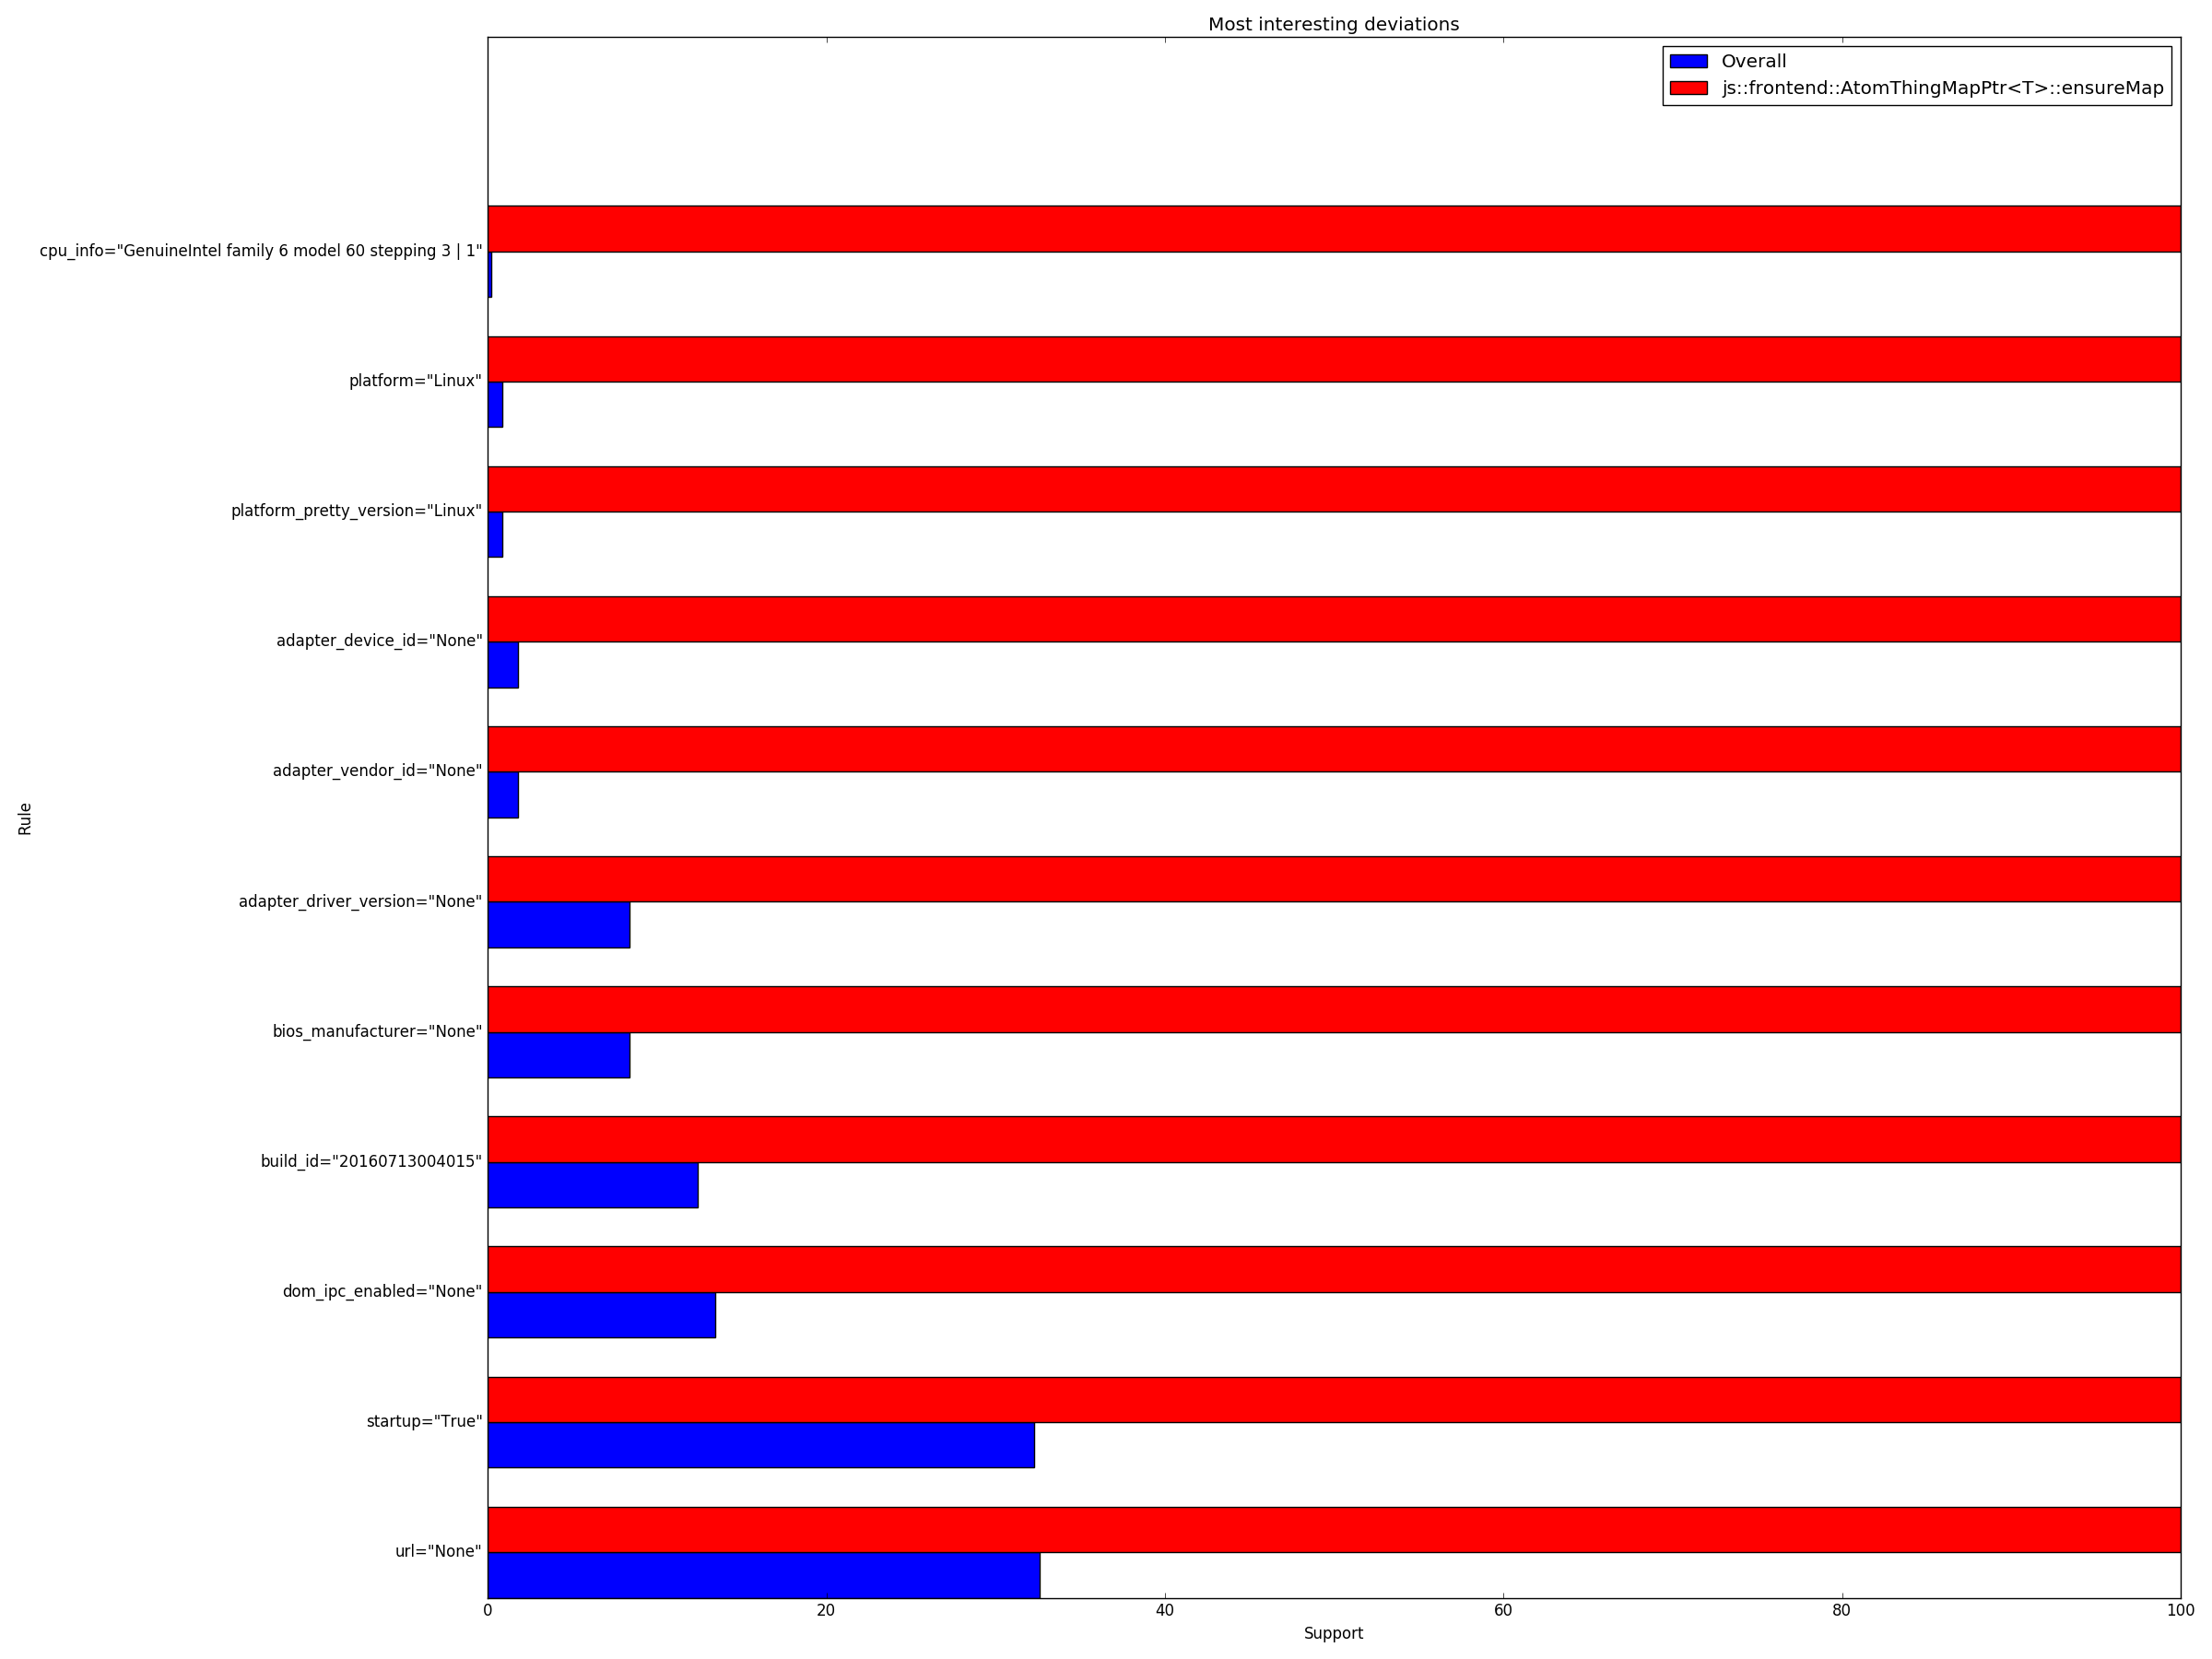 Most interesting deviations
Overall
js::frontend::AtomThingMapPtr<T>::ensureMap
cpu_info="GenuineIntel family 6 model 60 stepping 3 | 1"
platform="Linux"
platform_pretty_version="Linux"
adapter_device_id="None"
adapter_vendor_id="None"
Rule
adapter_driver_version="None"
bios_manufacturer="None"
build_id="20160713004015"
dom_ipc_enabled="None"
startup="True"
url="None"
0 20 40 60 80 100
Support